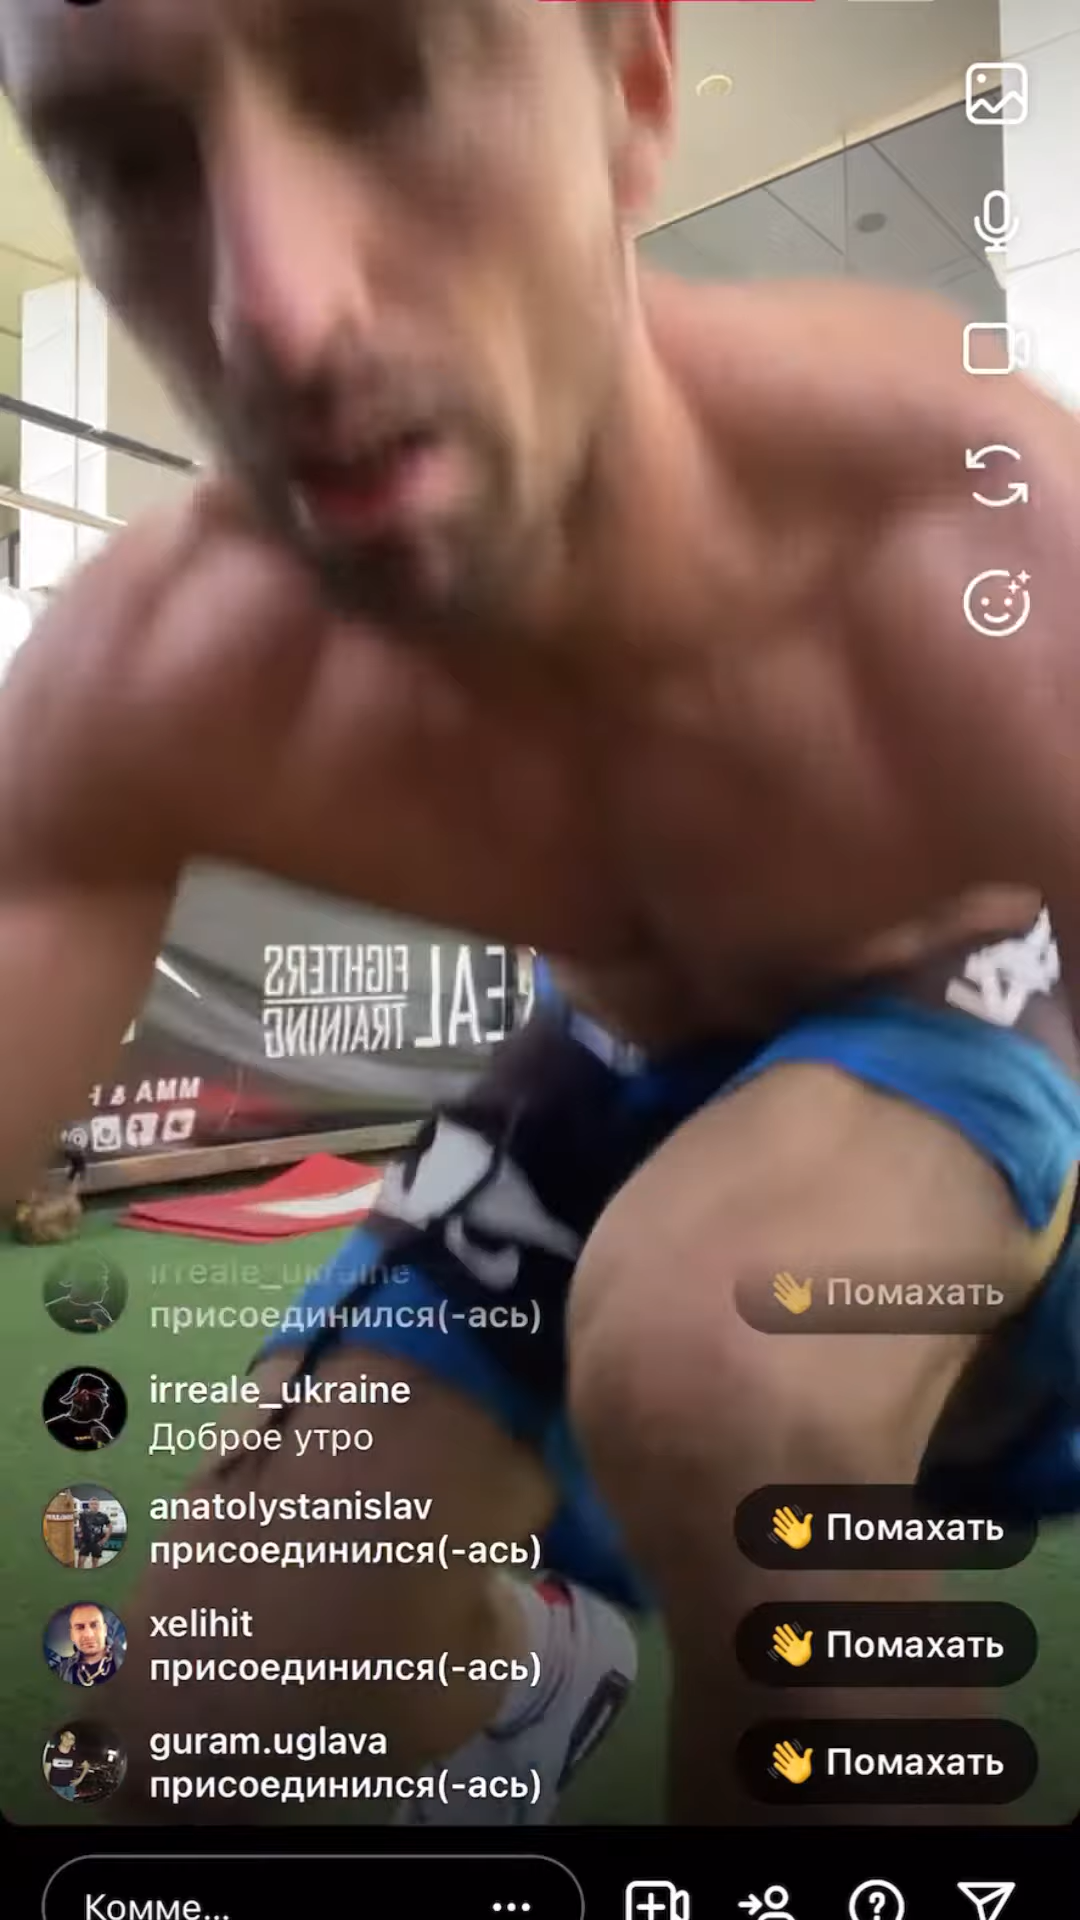 REAL FIGHTERS
TRAINING
MMA &
irreale_ukraine
присоединился(-ась)
👋 Помахать
irreale_ukraine
Доброе утро
anatolystanislav
присоединился(-ась)
👋 Помахать
xelihit
присоединился(-ась)
👋 Помахать
guram.uglava
присоединился(-ась)
👋 Помахать
Комме...